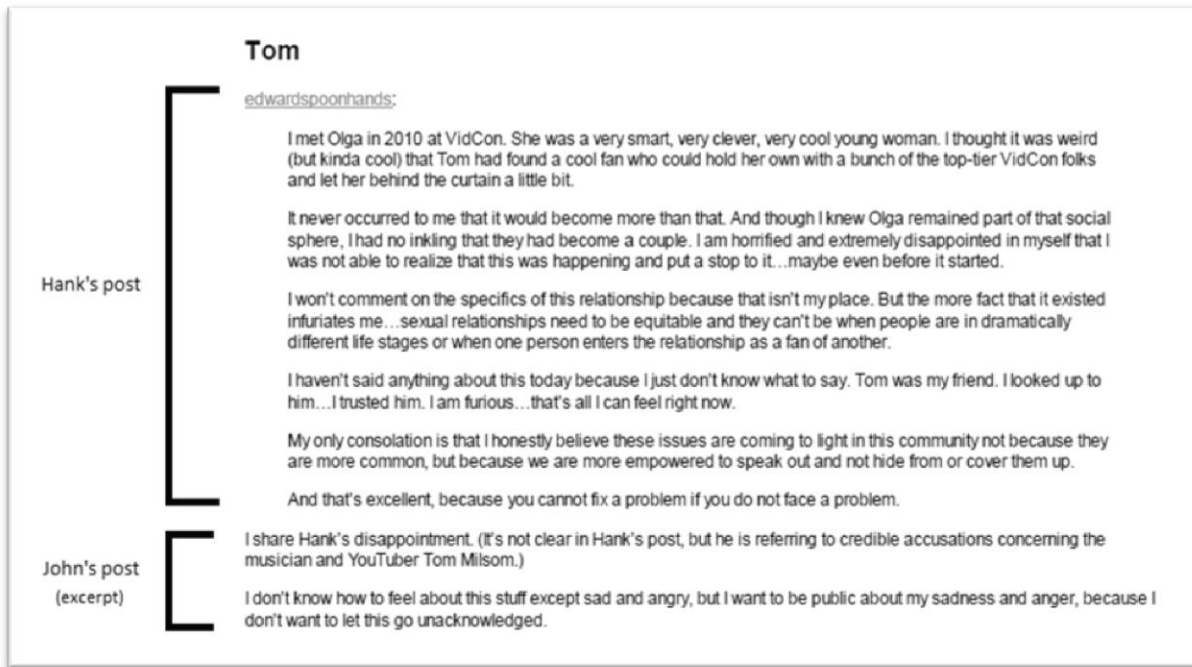 Tom
edwardspoonhands:
I met Olga in 2010 at VidCon. She was a very smart, very clever, very cool young woman. I thought it was weird
(but kinda cool) that Tom had found a cool fan who could hold her own with a bunch of the top-tier VidCon folks
and let her behind the curtain a little bit.
It never occurred to me that it would become more than that. And though I knew Olga remained part of that social
sphere, I had no inkling that they had become a couple. I am horrified and extremely disappointed in myself that I
was not able to realize that this was happening and put a stop to it…maybe even before it started.
Hank's post
I won't comment on the specifics of this relationship because that isn't my place. But the more fact that it existed
infuriates me…sexual relationships need to be equitable and they can't be when people are in dramatically
different life stages or when one person enters the relationship as a fan of another.
I haven't said anything about this today because I just don't know what to say. Tom was my friend. I looked up to
him…I trusted him. I am furious…that's all I can feel right now.
My only consolation is that I honestly believe these issues are coming to light in this community not because they
are more common, but because we are more empowered to speak out and not hide from or cover them up.
And that's excellent, because you cannot fix a problem if you do not face a problem.
John's post
(excerpt)
I share Hank's disappointment. (It's not clear in Hank's post, but he is referring to credible accusations concerning the
musician and YouTuber Tom Milsom.)
I don't know how to feel about this stuff except sad and angry, but I want to be public about my sadness and anger, because I
don't want to let this go unacknowledged.